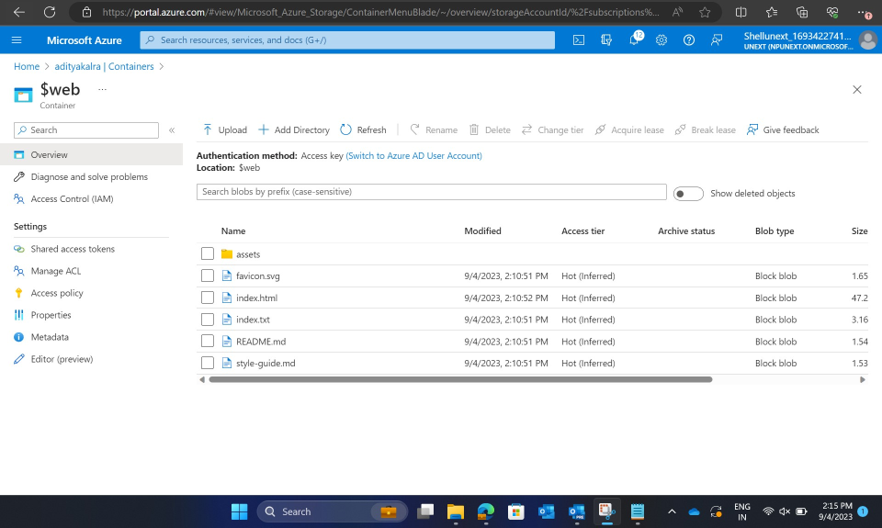 https://portal.azure.com/#view/Microsoft_Azure_Storage/ContainerMenuBlade/~/overview/storageAccountId/%2Fsubscriptions%...
Microsoft Azure
Search resources, services, and docs (G+/)
12
Shellunext_1693422741...
UNEXT (NPUNEXT.ONMICROSOF...
Home > adityakalra | Containers >
$web ...
Container
Search
«
Upload Add Directory Refresh Rename Delete Change tier Acquire lease Break lease Give feedback
Overview
Diagnose and solve problems
Access Control (IAM)
Settings
Shared access tokens
Manage ACL
Access policy
Properties
Metadata
Editor (preview)
Authentication method: Access key (Switch to Azure AD User Account)
Location: $web
Search blobs by prefix (case-sensitive)
Show deleted objects
Name Modified Access tier Archive status Blob type Size
assets
favicon.svg 9/4/2023, 2:10:51 PM Hot (Inferred) Block blob 1.65
index.html 9/4/2023, 2:10:52 PM Hot (Inferred) Block blob 47.2
index.txt 9/4/2023, 2:10:51 PM Hot (Inferred) Block blob 3.16
README.md 9/4/2023, 2:10:51 PM Hot (Inferred) Block blob 1.54
style-guide.md 9/4/2023, 2:10:51 PM Hot (Inferred) Block blob 1.53
Search
ENG
IN
2:15 PM
9/4/2023
1